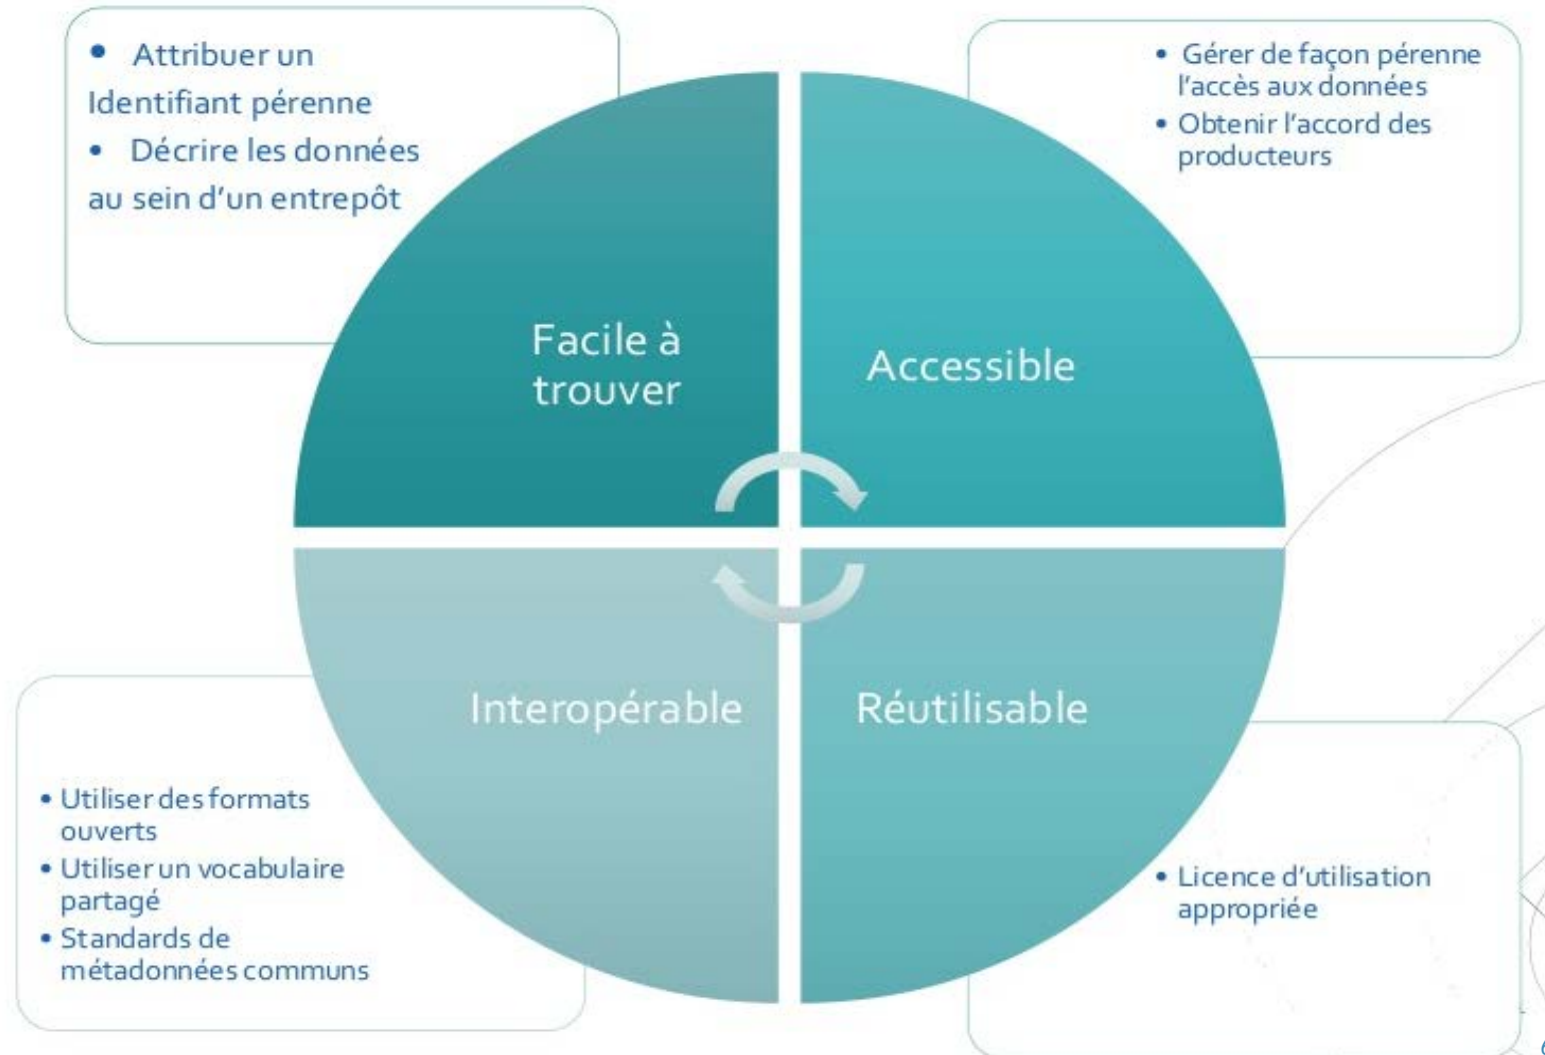 • Attribuer un
Identifiant pérenne
• Décrire les données
au sein d'un entrepôt
• Gérer de façon pérenne
l'accès aux données
• Obtenir l'accord des
producteurs
Facile à
trouver
Accessible
Interopérable
Réutilisable
• Utiliser des formats
ouverts
• Utiliser un vocabulaire
partagé
• Standards de
métadonnées communs
• Licence d'utilisation
appropriée